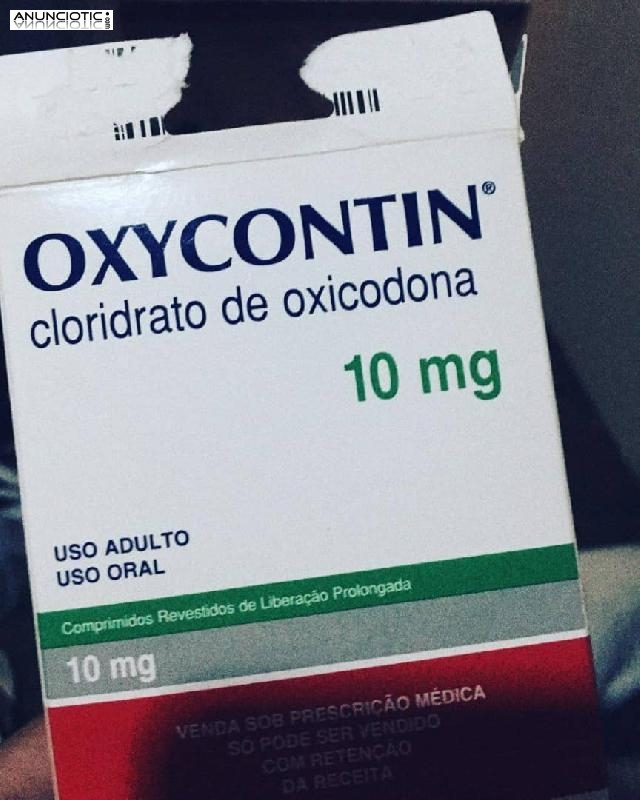 ANUNCIOTIC.com
OXYCONTIN®
cloridrato de oxicodona
10 mg
USO ADULTO
USO ORAL
Comprimidos Revestidos de Liberação Prolongada
10 mg
VENDA SOB PRESCRIÇÃO MÉDICA
SÓ PODE SER VENDIDO
COM RETENÇÃO
DA RECEITA